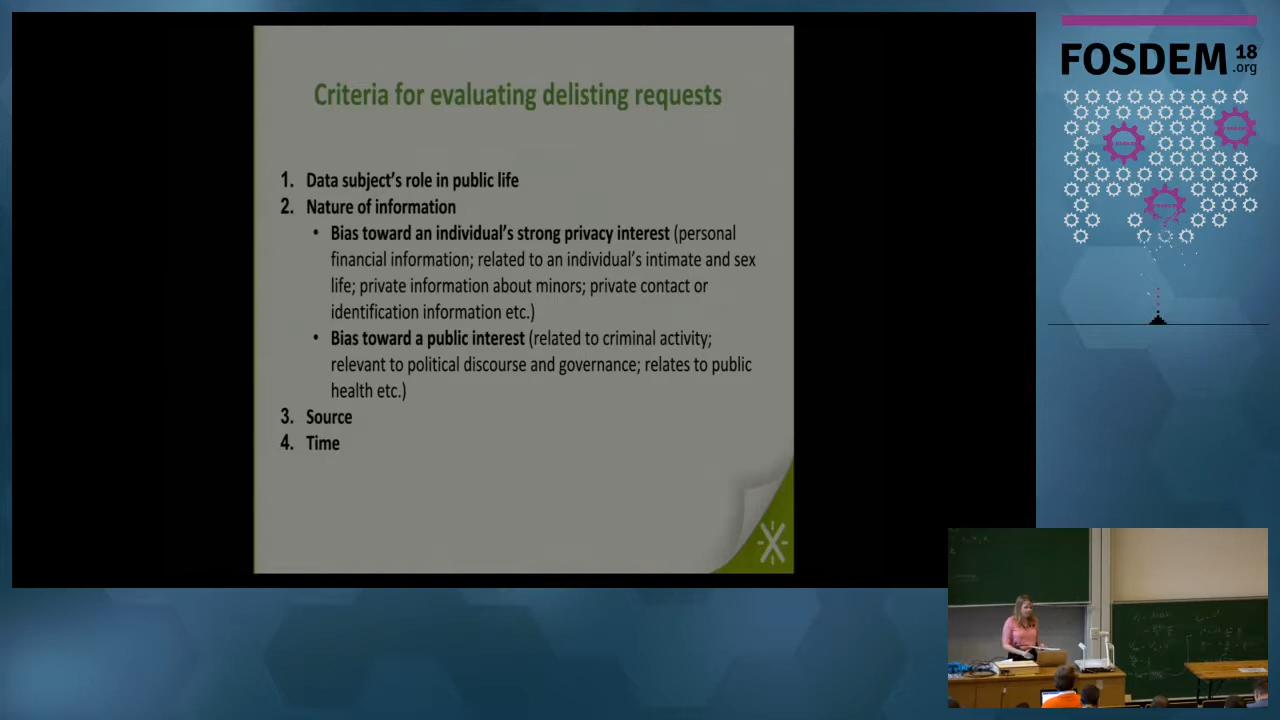 Criteria for evaluating delisting requests
1. Data subject's role in public life
2. Nature of information
• Bias toward an individual's strong privacy interest (personal
financial information; related to an individual's intimate and sex
life; private information about minors; private contact or
identification information etc.)
• Bias toward a public interest (related to criminal activity;
relevant to political discourse and governance; relates to public
health etc.)
3. Source
4. Time
FOSDEM 18
.org